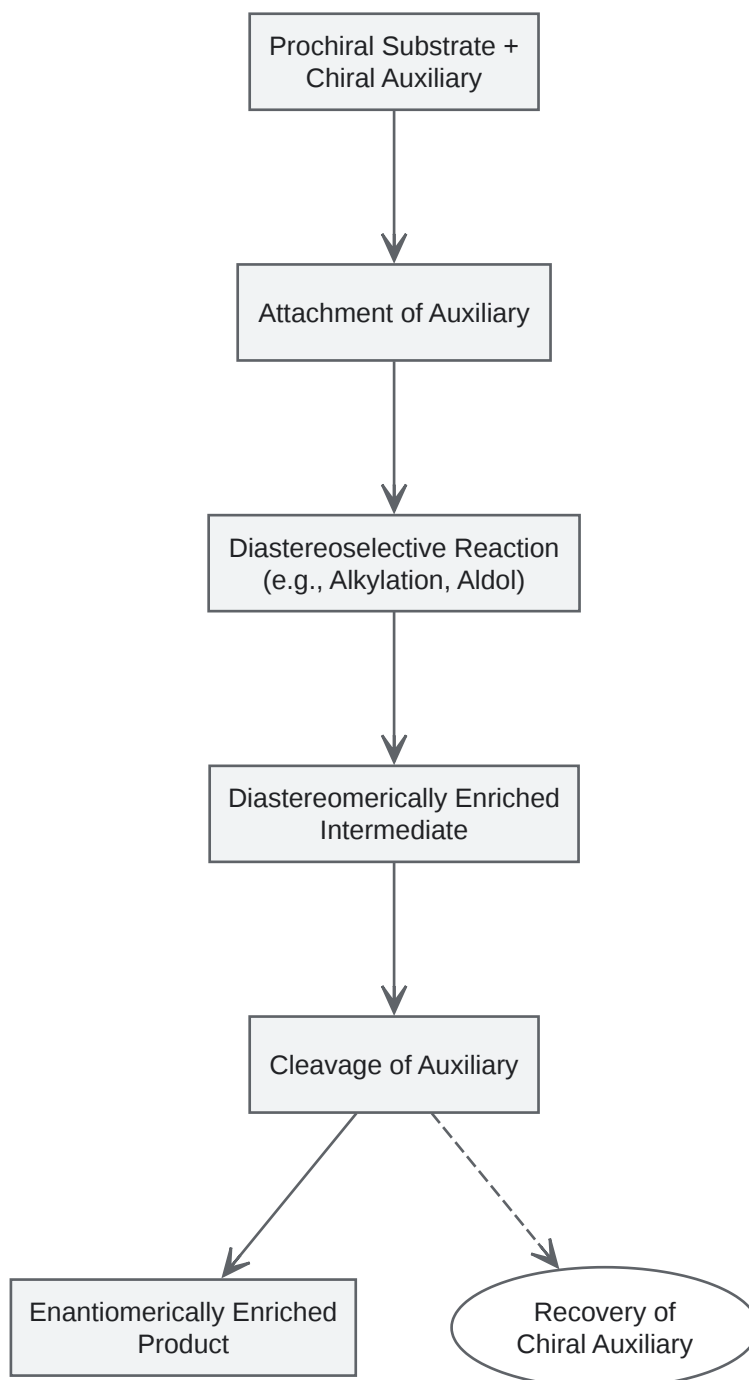 Prochiral Substrate +
Chiral Auxiliary
Attachment of Auxiliary
Diastereoselective Reaction
(e.g., Alkylation, Aldol)
Diastereomerically Enriched
Intermediate
Cleavage of Auxiliary
Enantiomerically Enriched
Product
Recovery of
Chiral Auxiliary